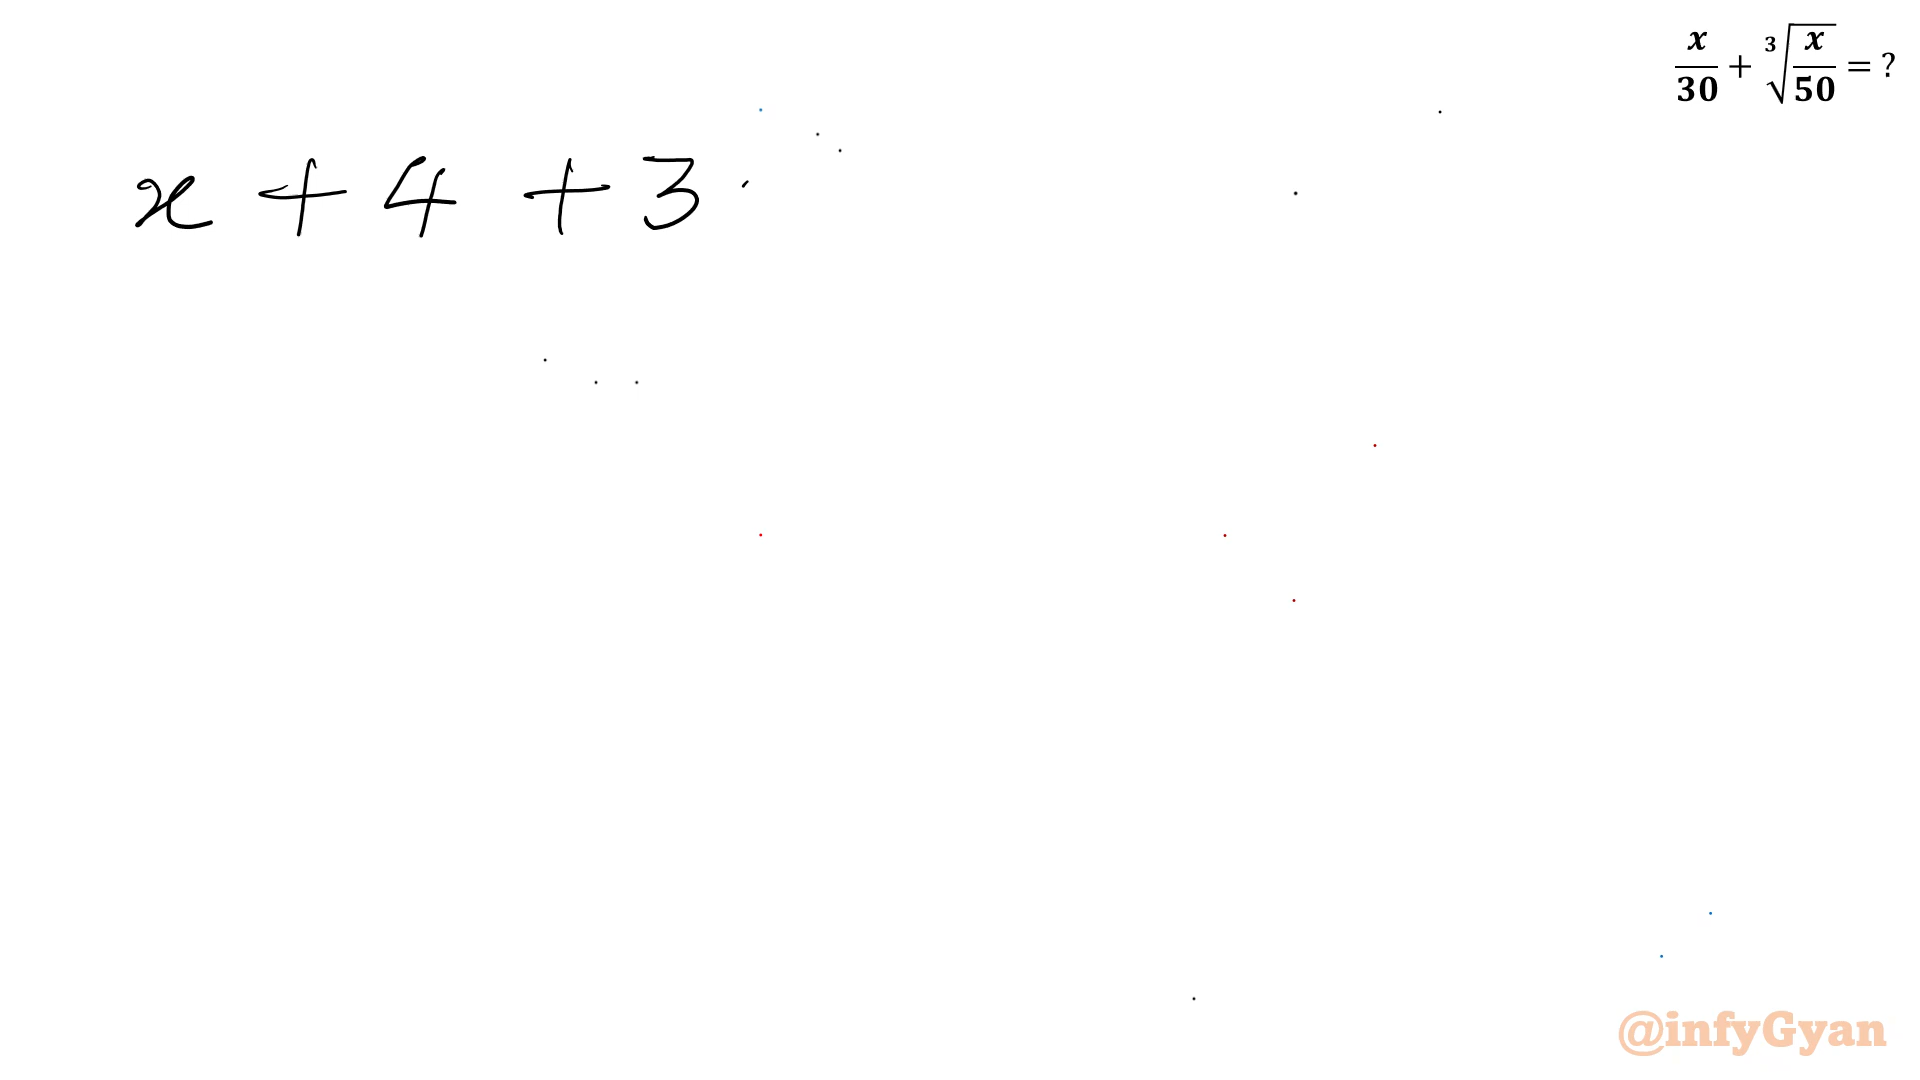 x/30 + ∛(x/50) = ?
x + 4 + 3
@infyGyan